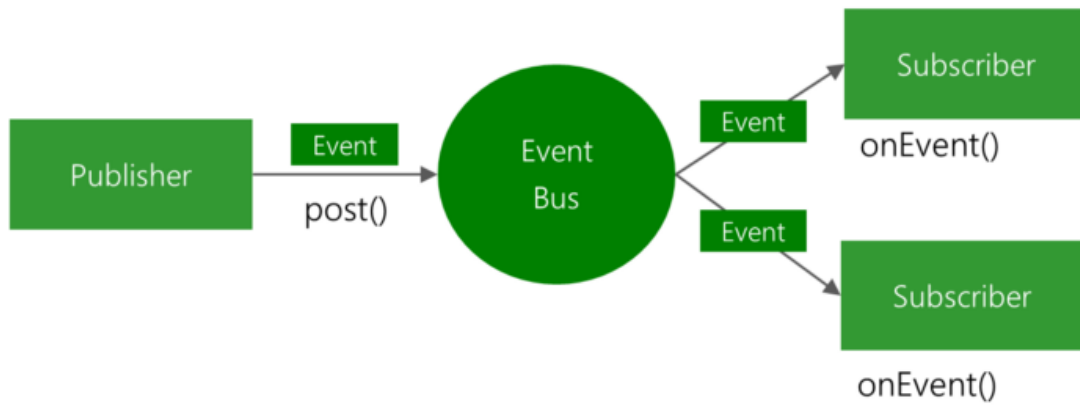 Publisher
Event
post()
Event
Bus
Event
Subscriber
onEvent()
Event
Subscriber
onEvent()